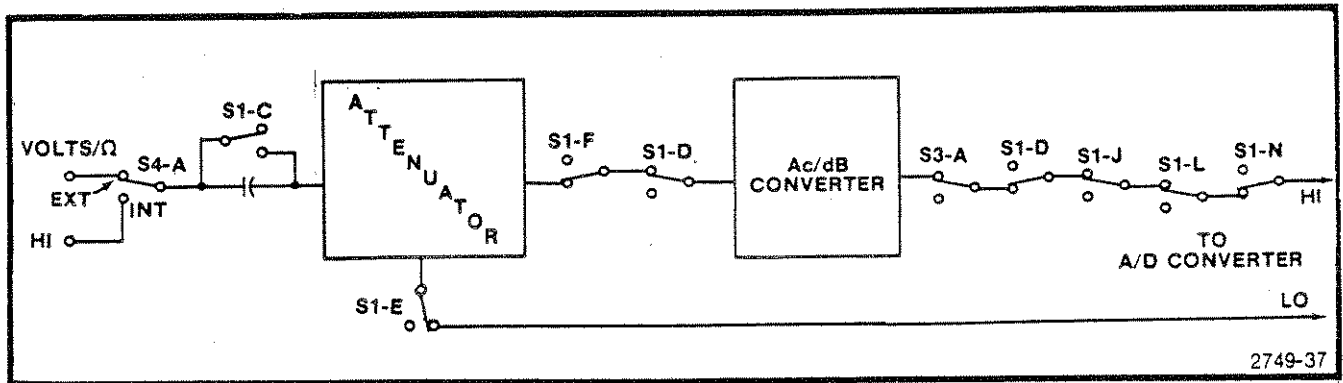 VOLTS/Ω
EXT
S4-A
INT
HI
S1-C
ATTENUATOR
S1-E
S1-F
S1-D
Ac/dB
CONVERTER
S3-A
S1-D
S1-J
S1-L
S1-N
HI
TO
A/D CONVERTER
LO
2749-37